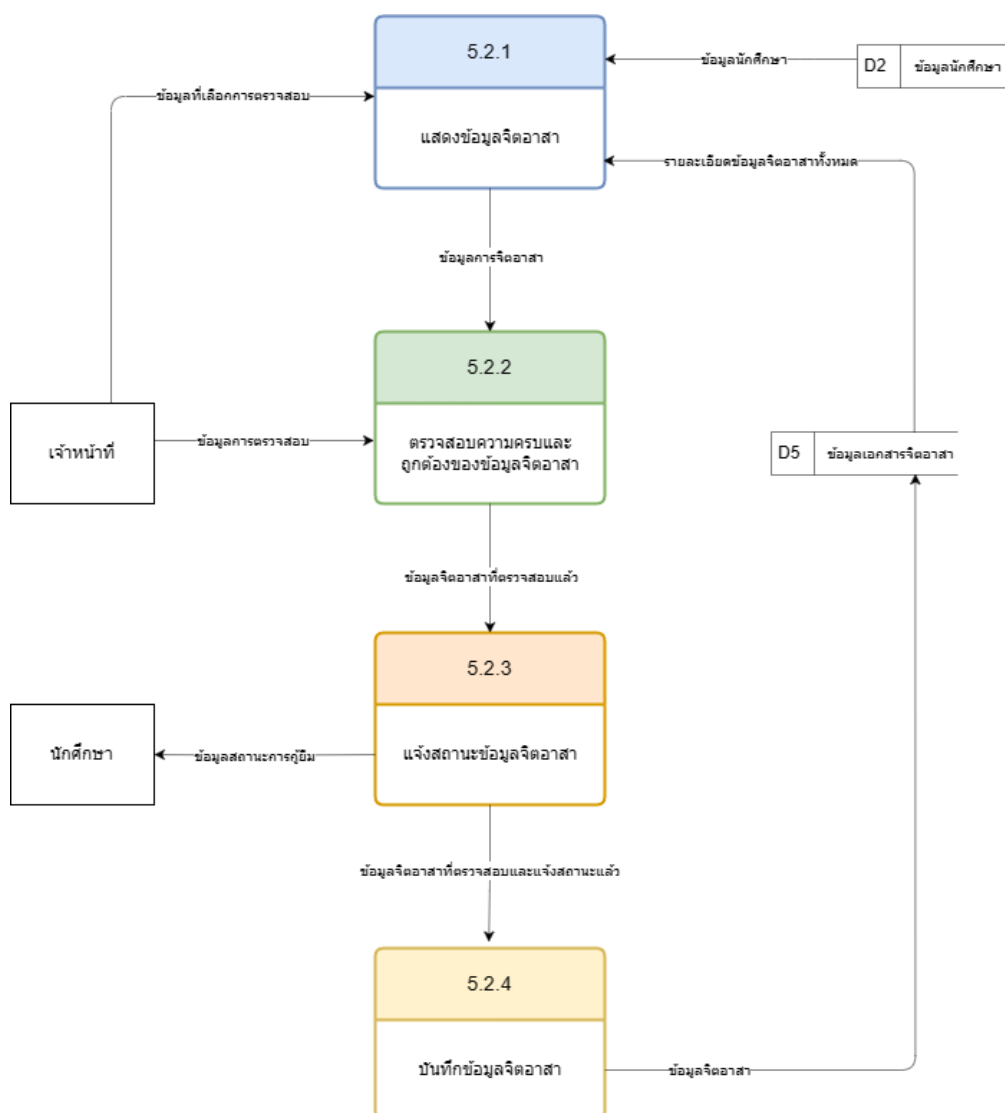 5.2.1
ข้อมูลนักศึกษา
D2
ข้อมูลนักศึกษา
ข้อมูลที่เลือกการตรวจสอบ
แสดงข้อมูลจิตอาสา
รายละเอียดข้อมูลจิตอาสาทั้งหมด
ข้อมูลการจิตอาสา
5.2.2
เจ้าหน้าที่
ข้อมูลการตรวจสอบ
ตรวจสอบความครบและ
ถูกต้องของข้อมูลจิตอาสา
D5
ข้อมูลเอกสารจิตอาสา
ข้อมูลจิตอาสาที่ตรวจสอบแล้ว
5.2.3
นักศึกษา
ข้อมูลสถานะการกู้ยืม
แจ้งสถานะข้อมูลจิตอาสา
ข้อมูลจิตอาสาที่ตรวจสอบและแจ้งสถานะแล้ว
5.2.4
บันทึกข้อมูลจิตอาสา
ข้อมูลจิตอาสา